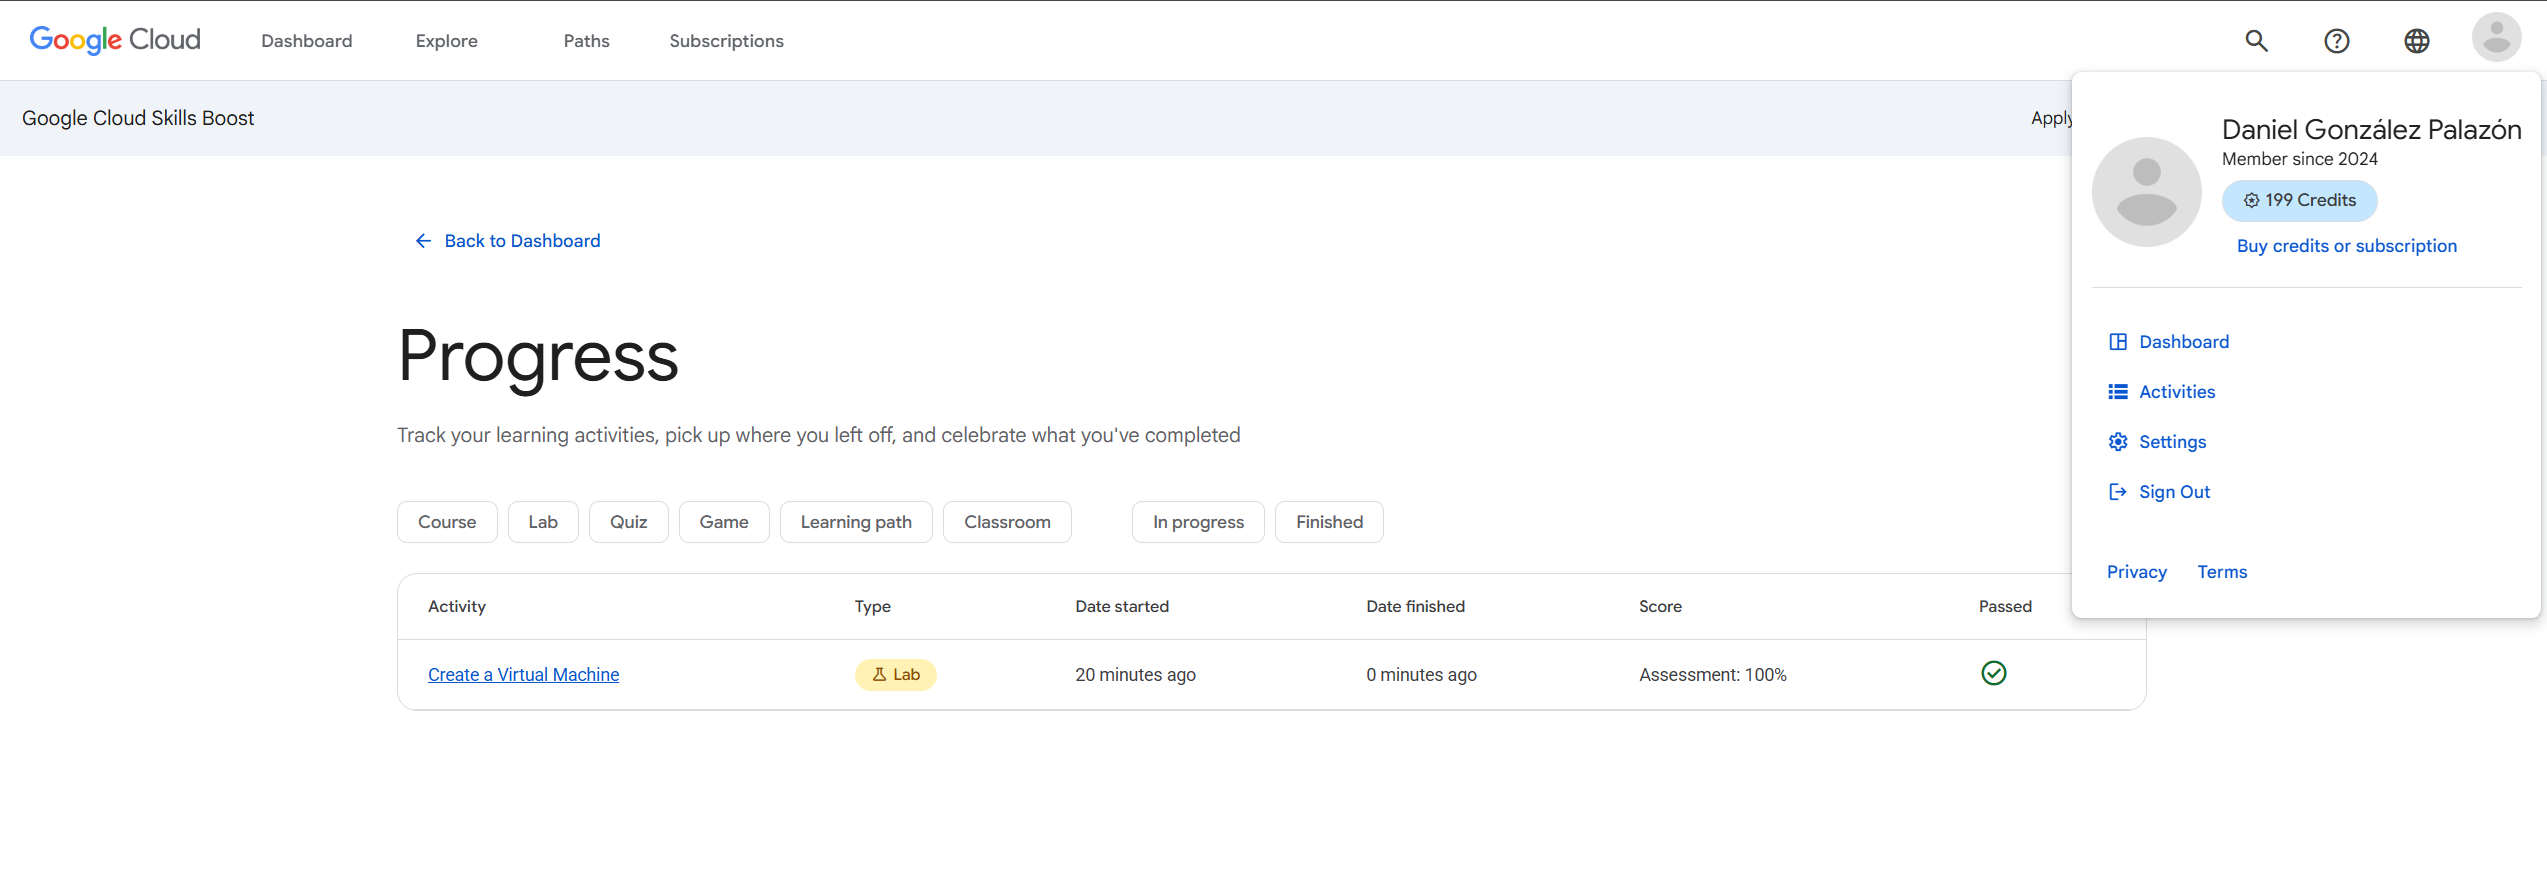 Google Cloud Dashboard Explore Paths Subscriptions
Google Cloud Skills Boost
Apply
Daniel González Palazón
Member since 2024
199 Credits
Buy credits or subscription
Dashboard
Activities
Settings
Sign Out
Privacy Terms
Back to Dashboard
Progress
Track your learning activities, pick up where you left off, and celebrate what you've completed
Course Lab Quiz Game Learning path Classroom In progress Finished
Activity Type Date started Date finished Score Passed
Create a Virtual Machine Lab 20 minutes ago 0 minutes ago Assessment: 100%